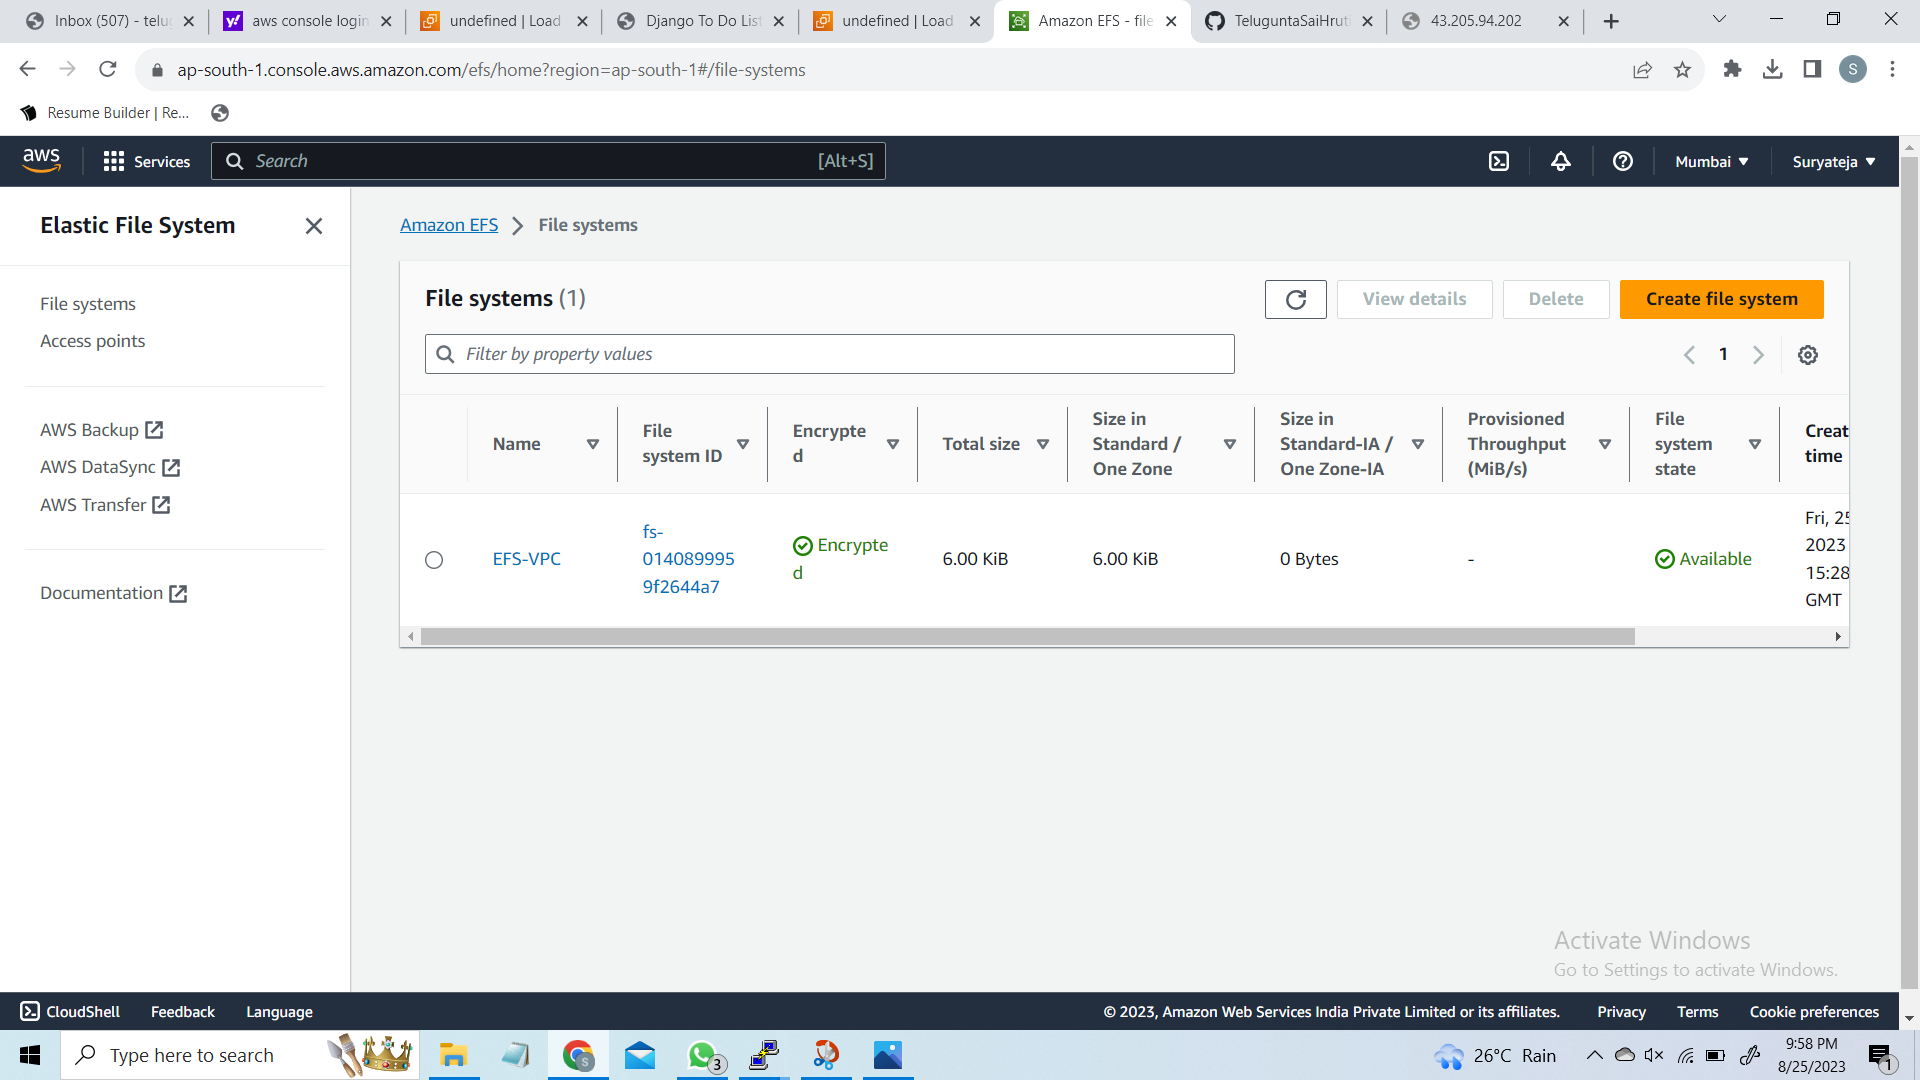 Inbox (507) - telu
aws console login
undefined | Load
Django To Do List
undefined | Load
Amazon EFS - file
TeluguntaSaiHruti
43.205.94.202
ap-south-1.console.aws.amazon.com/efs/home?region=ap-south-1#/file-systems
S
Resume Builder | Re...
aws
Services
Search
[Alt+S]
Mumbai
Suryateja
Elastic File System
File systems
Access points
AWS Backup
AWS DataSync
AWS Transfer
Documentation
Amazon EFS
File systems
File systems (1)
View details
Delete
Create file system
Filter by property values
1
Name
File
system ID
Encrypte
d
Total size
Size in
Standard /
One Zone
Size in
Standard-IA /
One Zone-IA
Provisioned
Throughput
(MiB/s)
File
system
state
Creat
time
EFS-VPC
fs-
014089995
9f2644a7
Encrypte
d
6.00 KiB
6.00 KiB
0 Bytes
-
Available
Fri, 25
2023
15:28
GMT
Activate Windows
Go to Settings to activate Windows.
CloudShell
Feedback
Language
© 2023, Amazon Web Services India Private Limited or its affiliates.
Privacy
Terms
Cookie preferences
Type here to search
S
3
26°C Rain
9:58 PM
8/25/2023
1